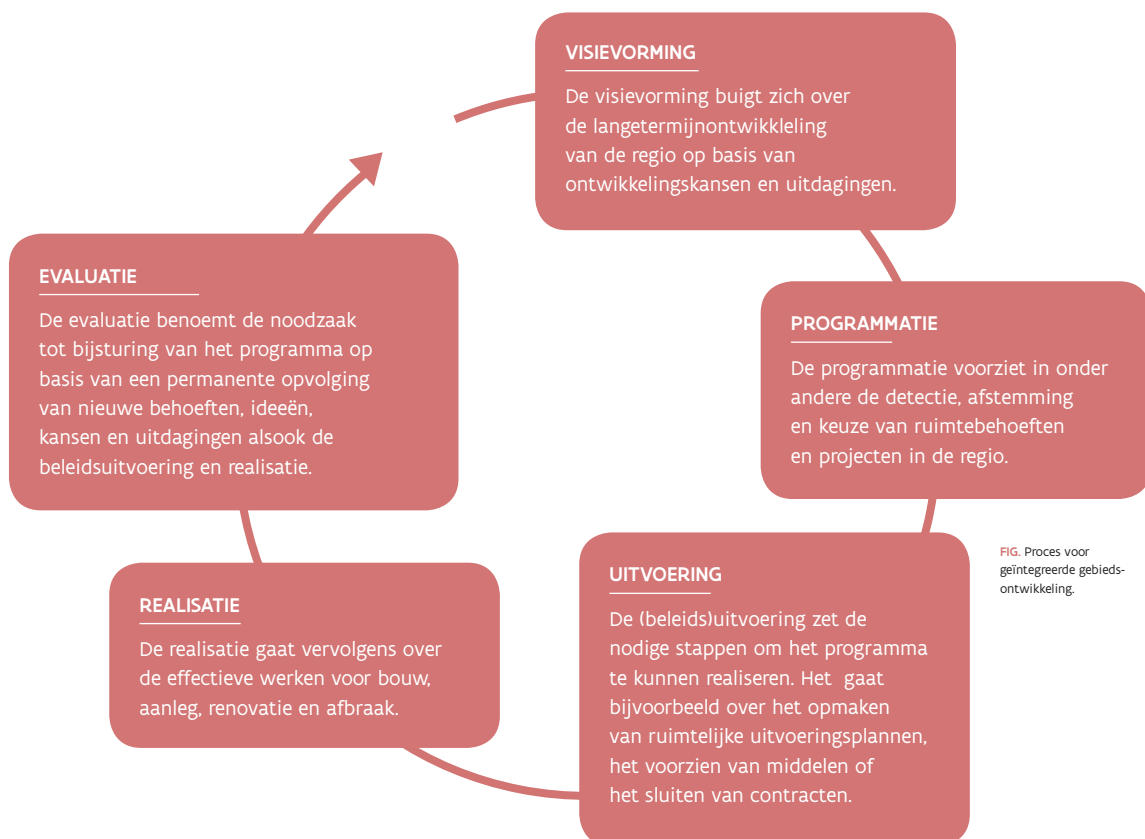 VISIEVORMING
De visievorming buigt zich over
de langetermijnontwikkleling
van de regio op basis van
ontwikkelingskansen en uitdagingen.
PROGRAMMATIE
De programmatie voorziet in onder
andere de detectie, afstemming
en keuze van ruimtebehoeften
en projecten in de regio.
UITVOERING
De (beleids)uitvoering zet de
nodige stappen om het programma
te kunnen realiseren. Het gaat
bijvoorbeeld over het opmaken
van ruimtelijke uitvoeringsplannen,
het voorzien van middelen of
het sluiten van contracten.
REALISATIE
De realisatie gaat vervolgens over
de effectieve werken voor bouw,
aanleg, renovatie en afbraak.
EVALUATIE
De evaluatie benoemt de noodzaak
tot bijsturing van het programma op
basis van een permanente opvolging
van nieuwe behoeften, ideeën,
kansen en uitdagingen alsook de
beleidsuitvoering en realisatie.
FIG. Proces voor
geïntegreerde gebieds-
ontwikkeling.